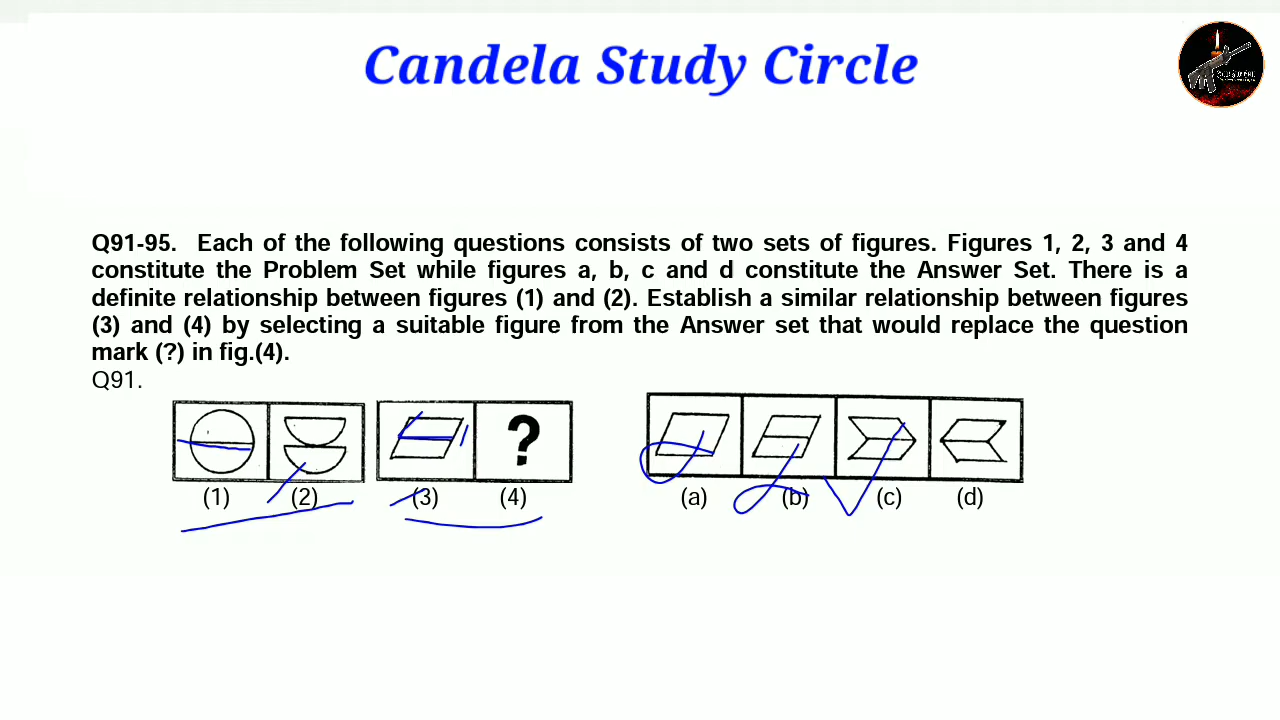 Candela Study Circle
Q91-95. Each of the following questions consists of two sets of figures. Figures 1, 2, 3 and 4
constitute the Problem Set while figures a, b, c and d constitute the Answer Set. There is a
definite relationship between figures (1) and (2). Establish a similar relationship between figures
(3) and (4) by selecting a suitable figure from the Answer set that would replace the question
mark (?) in fig.(4).
Q91.
?
(1) (2) (3) (4) (a) (b) (c) (d)